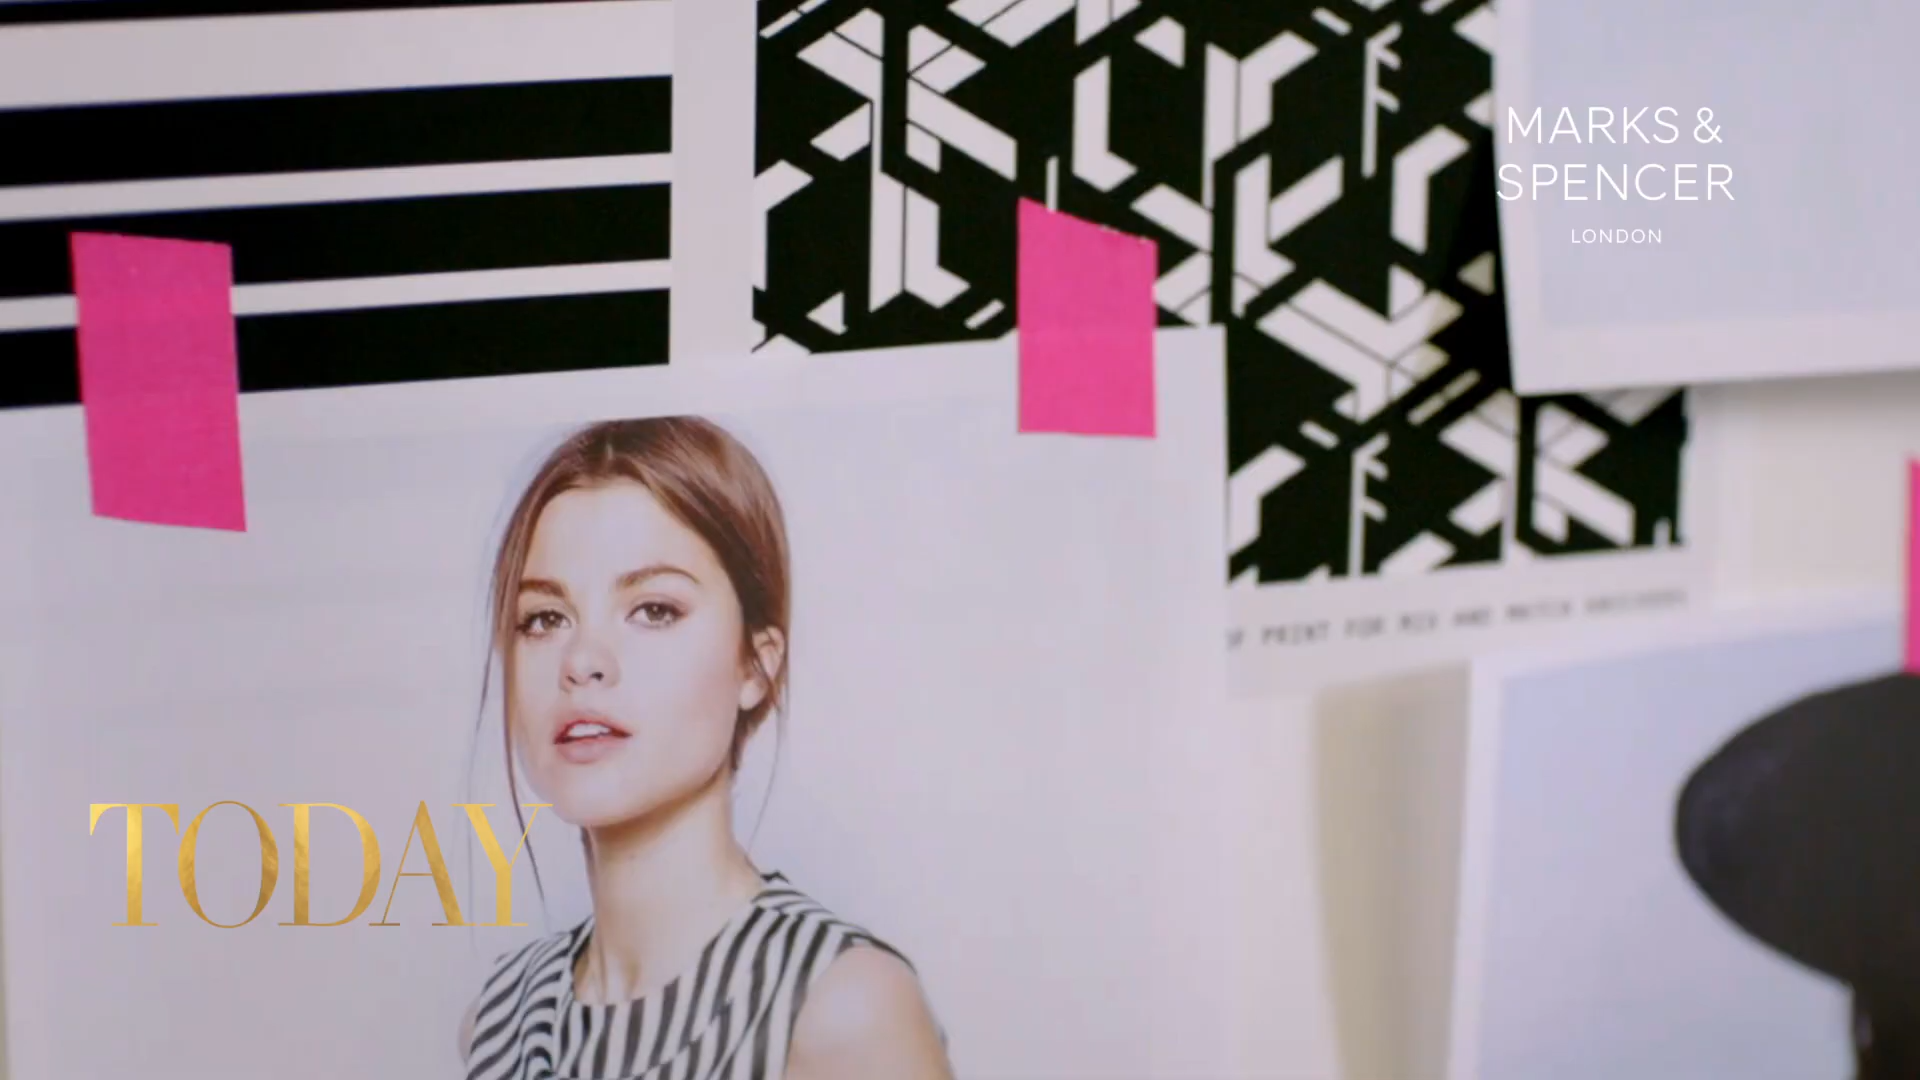 MARKS &
SPENCER
LONDON
PRINT FOR MIX AND MATCH
TODAY